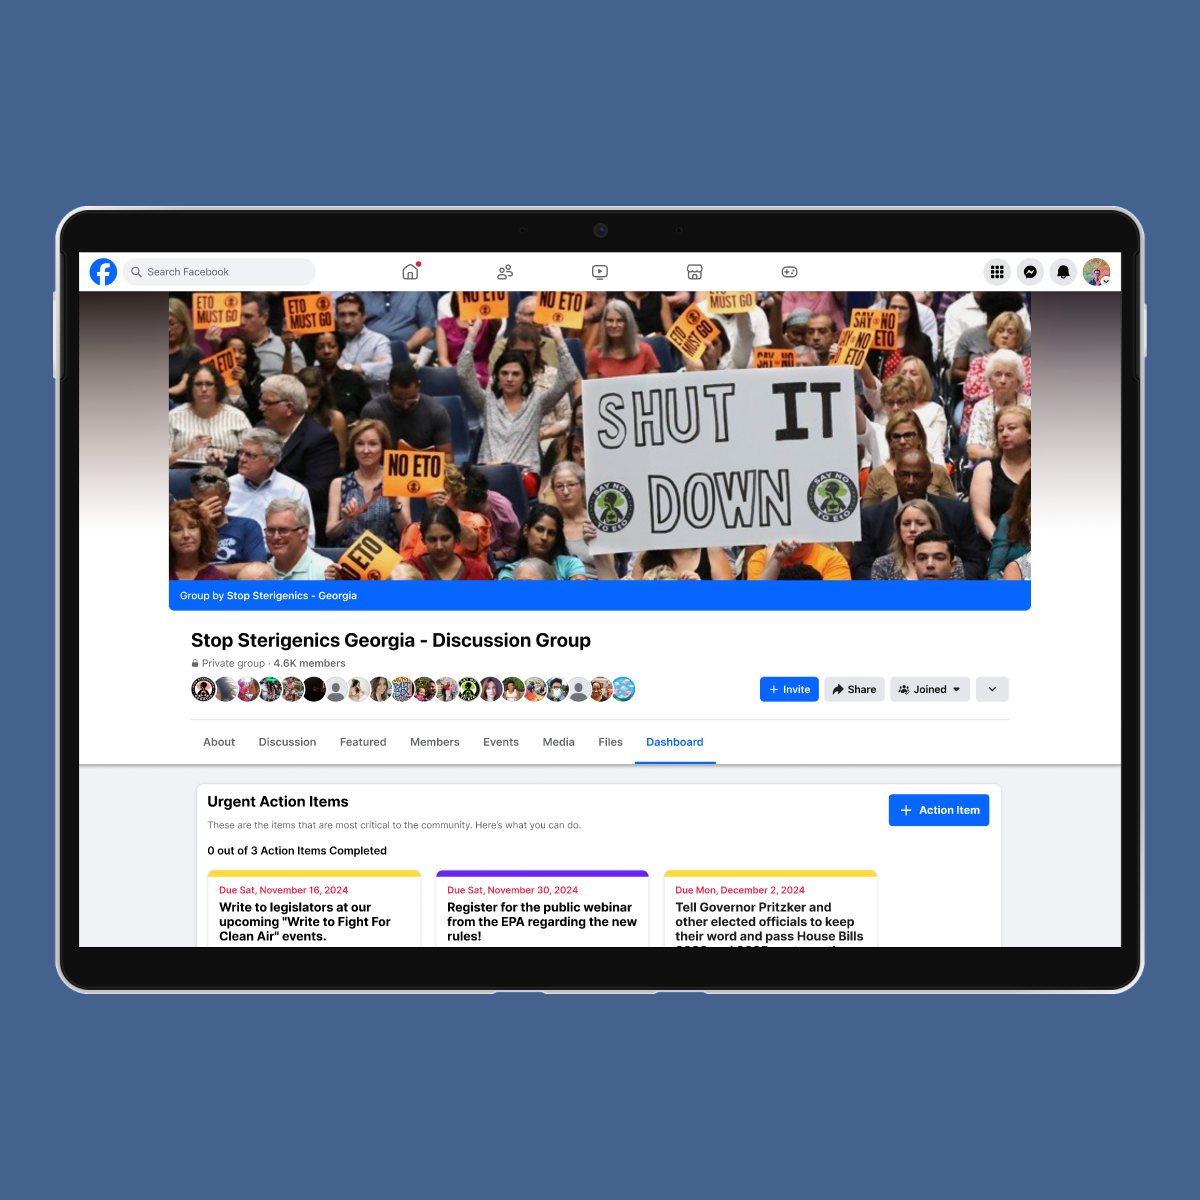 Search Facebook
ETO
MUST GO
ETO
MUST GO
NO ETO
NO ETO
MUST GO
ETO
MUST GO
SAY NO
ETO
SAY NO
NO
ETO
ETO
SHUT IT
DOWN
SAY NO
TO ETO
SAY NO
TO ETO
NO ETO
ETO
Group by Stop Sterigenics - Georgia
Stop Sterigenics Georgia - Discussion Group
Private group · 4.6K members
+ Invite
Share
Joined
About
Discussion
Featured
Members
Events
Media
Files
Dashboard
Urgent Action Items
+ Action Item
These are the items that are most critical to the community. Here's what you can do.
0 out of 3 Action Items Completed
Due Sat, November 16, 2024
Write to legislators at our
upcoming "Write to Fight For
Clean Air" events.
Due Sat, November 30, 2024
Register for the public webinar
from the EPA regarding the new
rules!
Due Mon, December 2, 2024
Tell Governor Pritzker and
other elected officials to keep
their word and pass House Bills